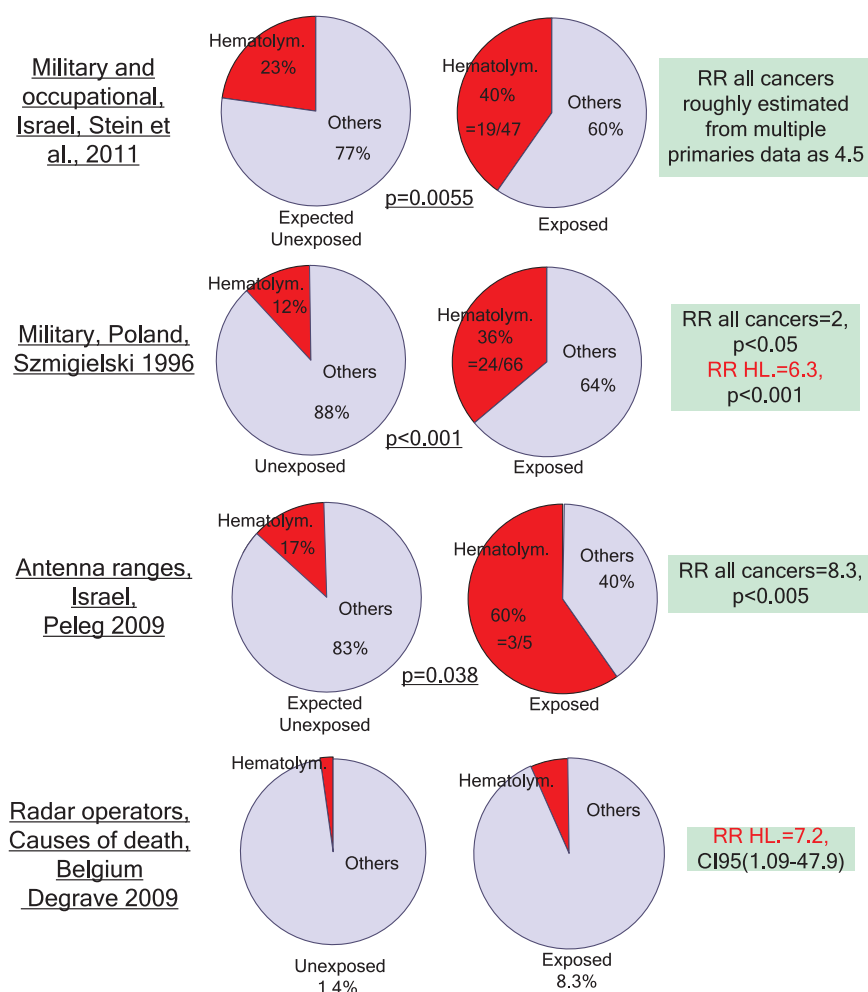 Military and
occupational,
Israel, Stein et
al., 2011
Hematolym.
23%
Others
77%
Expected
Unexposed
p=0.0055
Hematolym.
40%
=19/47
Others
60%
Exposed
RR all cancers
roughly estimated
from multiple
primaries data as 4.5
Military, Poland,
Szmigielski 1996
Hematolym.
12%
Others
88%
Unexposed
p<0.001
Hematolym.
36%
=24/66
Others
64%
Exposed
RR all cancers=2,
p<0.05
RR HL.=6.3,
p<0.001
Antenna ranges,
Israel,
Peleg 2009
Hematolym.
17%
Others
83%
Expected
Unexposed
p=0.038
Hematolym.
60%
=3/5
Others
40%
Exposed
RR all cancers=8.3,
p<0.005
Radar operators,
Causes of death,
Belgium
Degrave 2009
Hematolym.
Others
Unexposed
1.4%
Hematolym.
Others
Exposed
8.3%
RR HL.=7.2,
CI95(1.09-47.9)